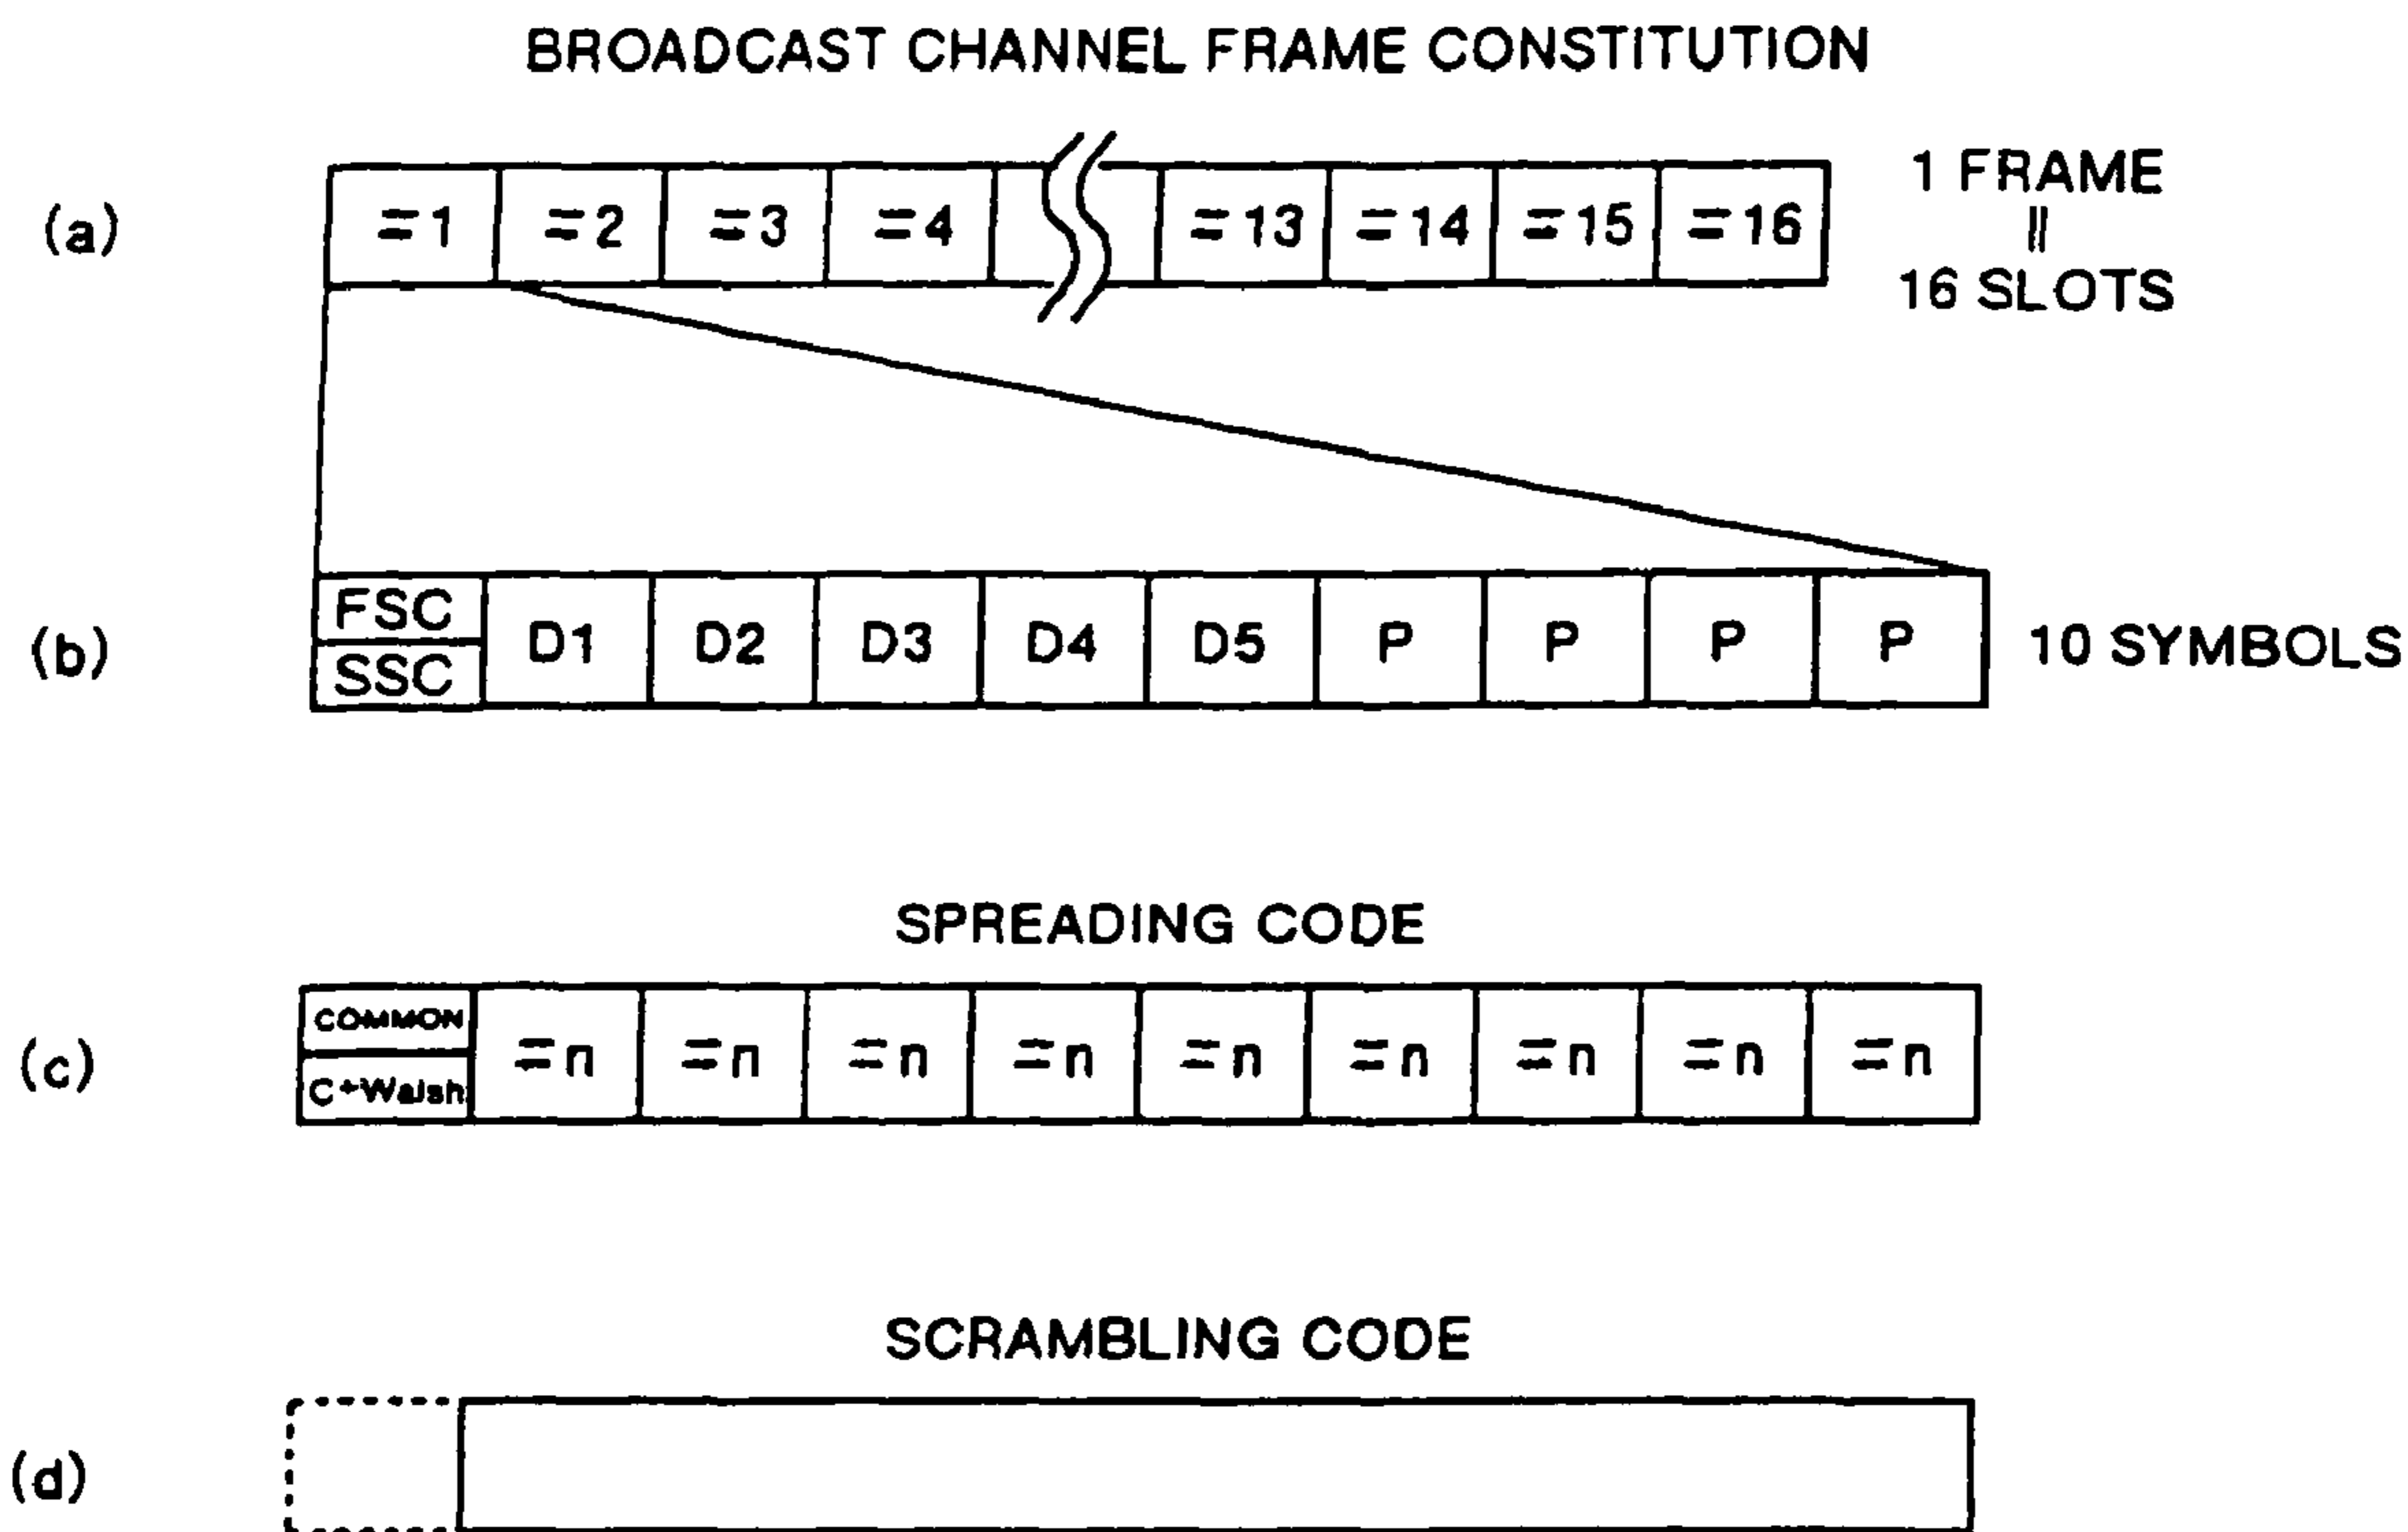 BROADCAST CHANNEL FRAME CONSTITUTION
(a) =1 =2 =3 =4 =13 =14 =15 =16
1 FRAME
=
16 SLOTS
(b) FSC SSC D1 D2 D3 D4 D5 P P P P 10 SYMBOLS
SPREADING CODE
(c) COMMON C+Walsh =n =n =n =n =n =n =n =n =n
SCRAMBLING CODE
(d)